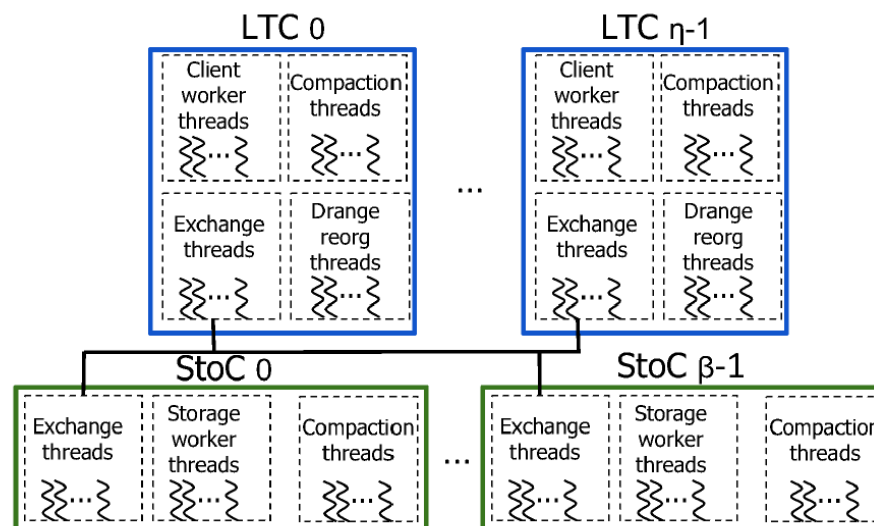 LTC 0
LTC η-1
Client
worker
threads
Compaction
threads
Client
worker
threads
Compaction
threads
...
...
...
...
...
Exchange
threads
Drange
reorg
threads
Exchange
threads
Drange
reorg
threads
...
...
...
...
StoC 0
StoC β-1
Exchange
threads
Storage
worker
threads
Compaction
threads
...
Exchange
threads
Storage
worker
threads
Compaction
threads
...
...
...
...
...
...